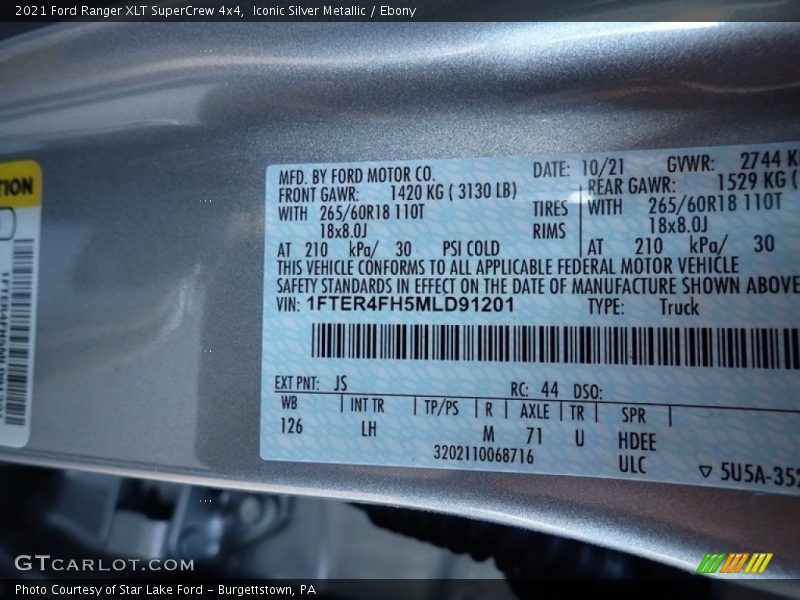 2021 Ford Ranger XLT SuperCrew 4x4, Iconic Silver Metallic / Ebony
TION
MFD. BY FORD MOTOR CO. DATE: 10/21 GVWR: 2744 K
FRONT GAWR: 1420 KG ( 3130 LB) REAR GAWR: 1529 KG (
WITH 265/60R18 110T TIRES WITH 265/60R18 110T
18x8.0J RIMS 18x8.0J
AT 210 kPa/ 30 PSI COLD AT 210 kPa/ 30
THIS VEHICLE CONFORMS TO ALL APPLICABLE FEDERAL MOTOR VEHICLE
SAFETY STANDARDS IN EFFECT ON THE DATE OF MANUFACTURE SHOWN ABOVE
VIN: 1FTER4FH5MLD91201 TYPE: Truck
EXT PNT: JS RC: 44 DSO:
WB INT TR TP/PS R AXLE TR SPR
126 LH M 71 U HDEE
3202110068716 ULC 5U5A-352
GTCARLOT.COM
Photo Courtesy of Star Lake Ford - Burgettstown, PA